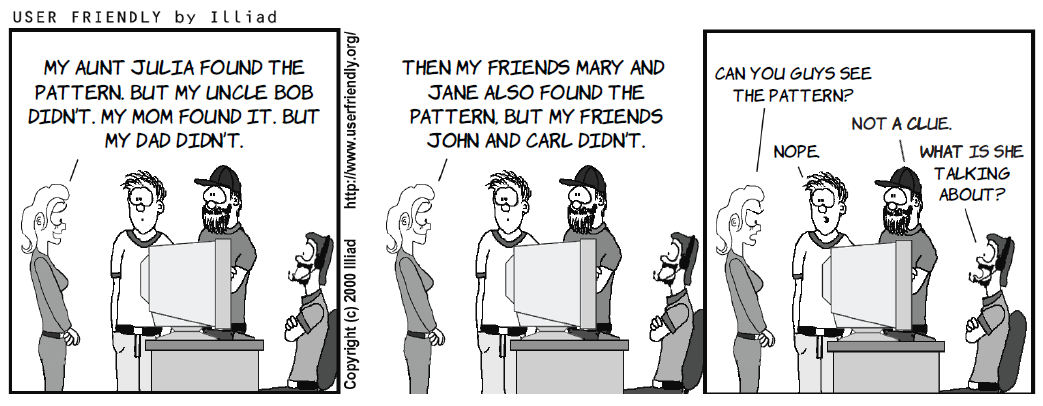 USER FRIENDLY by Illiad
MY AUNT JULIA FOUND THE
PATTERN. BUT MY UNCLE BOB
DIDN'T. MY MOM FOUND IT. BUT
MY DAD DIDN'T.
Copyright (c) 2000 Illiad http://www.userfriendly.org/
THEN MY FRIENDS MARY AND
JANE ALSO FOUND THE
PATTERN, BUT MY FRIENDS
JOHN AND CARL DIDN'T.
CAN YOU GUYS SEE
THE PATTERN?
NOPE.
NOT A CLUE.
WHAT IS SHE
TALKING
ABOUT?